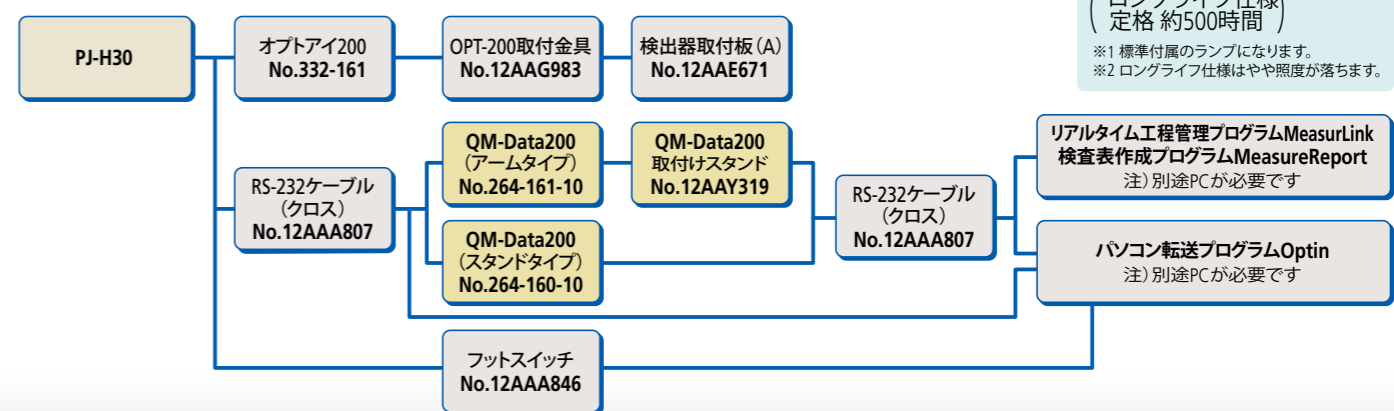 ロングライフ仕様
定格 約500時間
※1 標準付属のランプになります。
※2 ロングライフ仕様はやや照度が落ちます。
PJ-H30
オプトアイ200
No.332-161
OPT-200取付金具
No.12AAG983
検出器取付板(A)
No.12AAE671
RS-232ケーブル
(クロス)
No.12AAA807
QM-Data200
(アームタイプ)
No.264-161-10
QM-Data200
取付けスタンド
No.12AAY319
QM-Data200
(スタンドタイプ)
No.264-160-10
RS-232ケーブル
(クロス)
No.12AAA807
リアルタイム工程管理プログラムMeasurLink
検査表作成プログラムMeasureReport
注)別途PCが必要です
パソコン転送プログラムOptin
注)別途PCが必要です
フットスイッチ
No.12AAA846